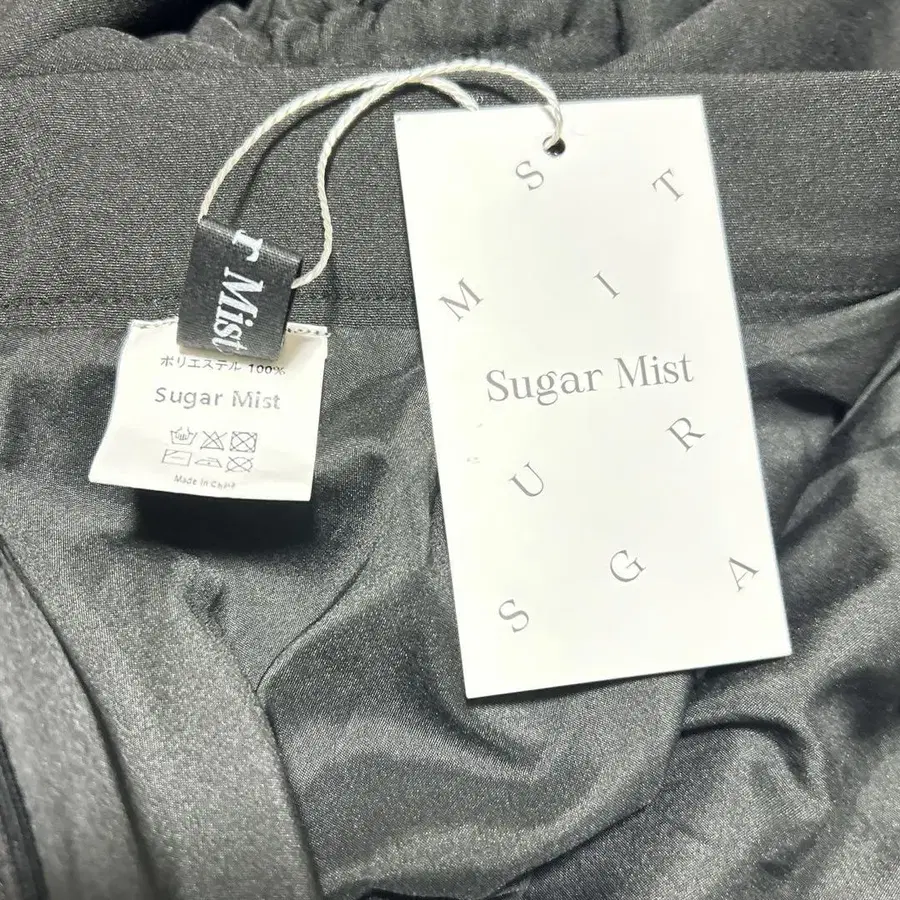 S
T
M
I
Sugar Mist
U
R
S
G
A
r Mist
ポリエステル 100%
Sugar Mist
Made in China